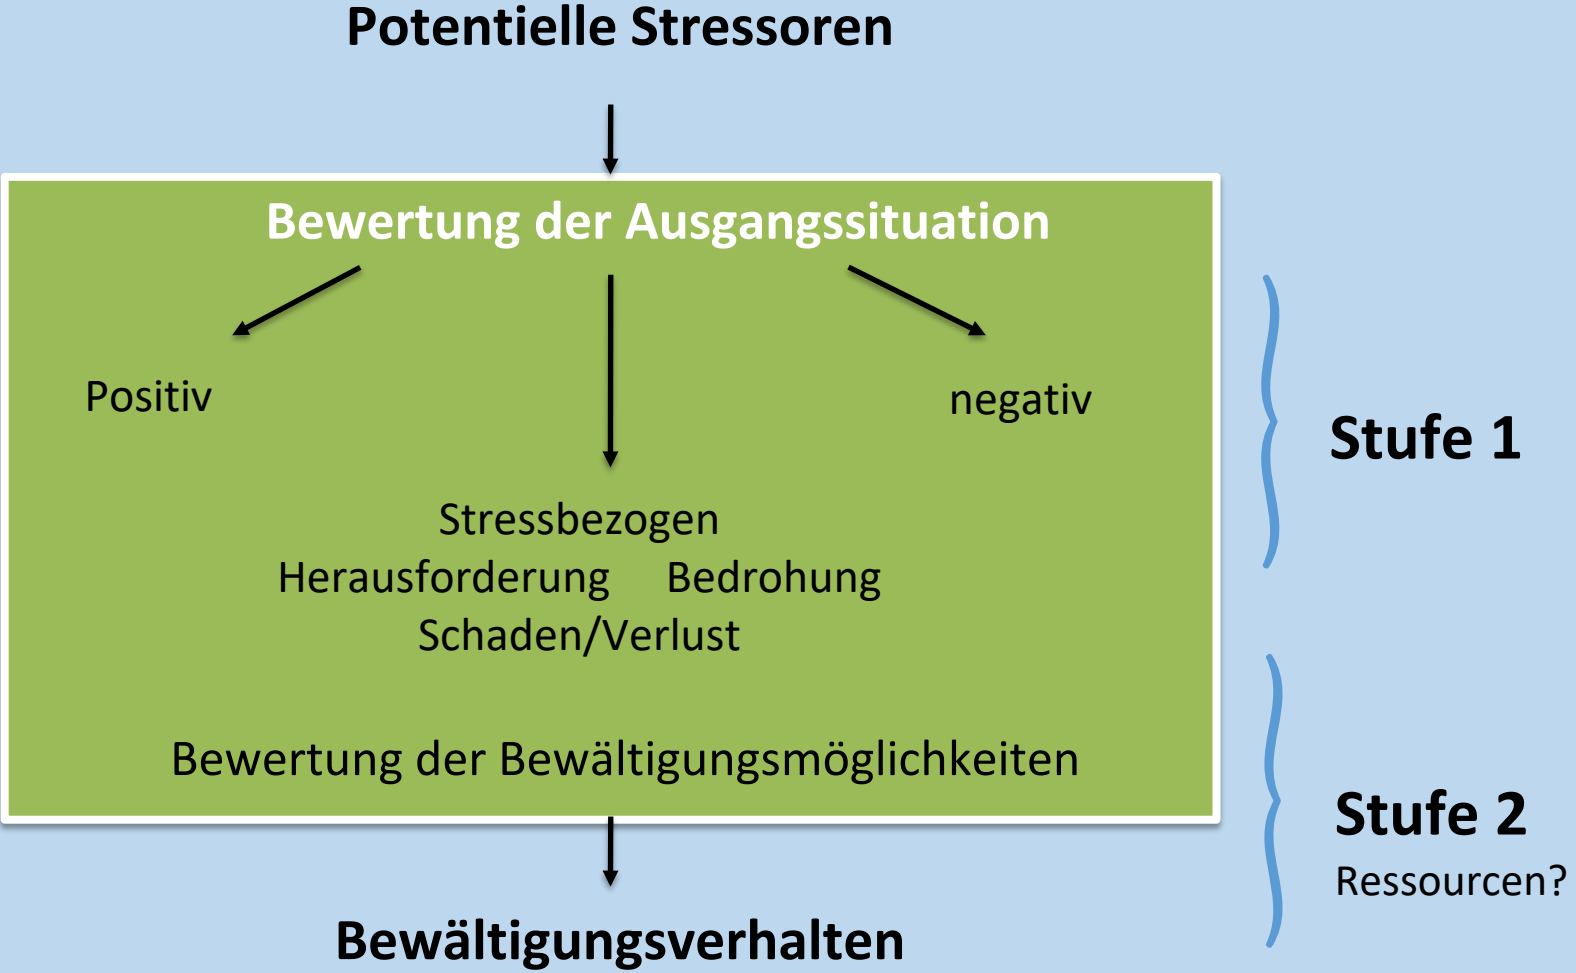 Potentielle Stressoren
Bewertung der Ausgangssituation
Positiv
negativ
Stufe 1
Stressbezogen
Herausforderung Bedrohung
Schaden/Verlust
Bewertung der Bewältigungsmöglichkeiten
Stufe 2
Ressourcen?
Bewältigungsverhalten